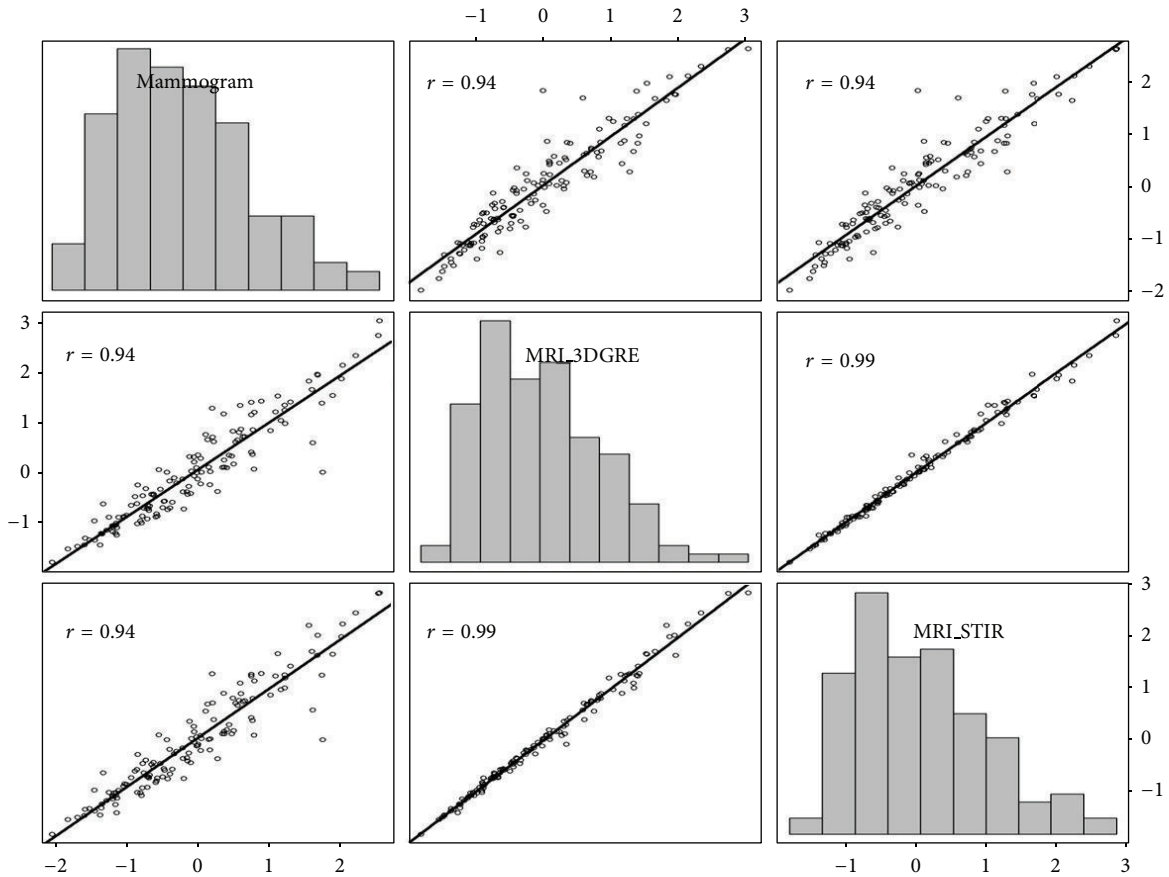 −1 0 1 2 3
Mammogram
r = 0.94
r = 0.94
2
1
0
−1
−2
3
2
1
0
−1
r = 0.94
MRI_3DGRE
r = 0.99
r = 0.94
r = 0.99
MRI_STIR
3
2
1
0
−1
−2 −1 0 1 2
−1 0 1 2 3